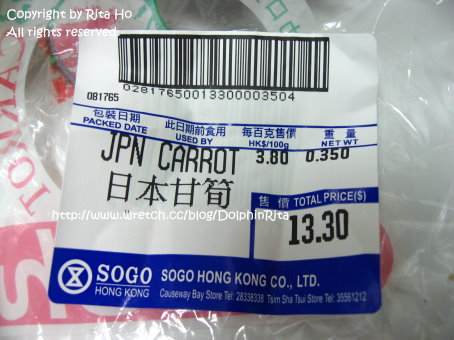 Copyright by Rita Ho
All rights reserved.
081765
02817650013300003504
包裝日期 此日期前食用 每百克售價 重量
PACKED DATE USED BY HK$/100g NET WT
JPN CARROT 3.80 0.350
日本甘筍
售價 TOTAL PRICE($)
13.30
http://www.wretch.cc/blog/DolphinRita
SOGO
HONG KONG
SOGO HONG KONG CO., LTD.
Causeway Bay Store Tel: 28338338 Tsim Sha Tsui Store Tel: 35561212